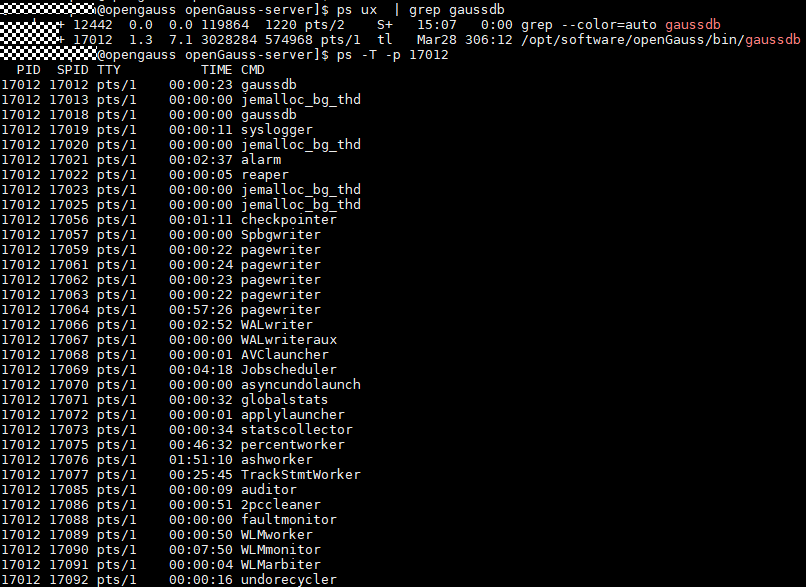 @opengauss openGauss-server]$ ps ux  | grep gaussdb
+ 12442  0.0  0.0 119864  1220 pts/2    S+   15:07   0:00 grep --color=auto gaussdb
+ 17012  1.3  7.1 3028284 574968 pts/1  tl   Mar28 306:12 /opt/software/openGauss/bin/gaussdb
@opengauss openGauss-server]$ ps -T -p 17012
  PID  SPID TTY          TIME CMD
17012 17012 pts/1    00:00:23 gaussdb
17012 17013 pts/1    00:00:00 jemalloc_bg_thd
17012 17018 pts/1    00:00:00 gaussdb
17012 17019 pts/1    00:00:11 syslogger
17012 17020 pts/1    00:00:00 jemalloc_bg_thd
17012 17021 pts/1    00:02:37 alarm
17012 17022 pts/1    00:00:05 reaper
17012 17023 pts/1    00:00:00 jemalloc_bg_thd
17012 17025 pts/1    00:00:00 jemalloc_bg_thd
17012 17056 pts/1    00:01:11 checkpointer
17012 17057 pts/1    00:00:00 Spbgwriter
17012 17059 pts/1    00:00:22 pagewriter
17012 17061 pts/1    00:00:24 pagewriter
17012 17062 pts/1    00:00:23 pagewriter
17012 17063 pts/1    00:00:22 pagewriter
17012 17064 pts/1    00:57:26 pagewriter
17012 17066 pts/1    00:02:52 WALwriter
17012 17067 pts/1    00:00:00 WALwriteraux
17012 17068 pts/1    00:00:01 AVClauncher
17012 17069 pts/1    00:04:18 Jobscheduler
17012 17070 pts/1    00:00:00 asyncundolaunch
17012 17071 pts/1    00:00:32 globalstats
17012 17072 pts/1    00:00:01 applylauncher
17012 17073 pts/1    00:00:34 statscollector
17012 17075 pts/1    00:46:32 percentworker
17012 17076 pts/1    01:51:10 ashworker
17012 17077 pts/1    00:25:45 TrackStmtWorker
17012 17085 pts/1    00:00:09 auditor
17012 17086 pts/1    00:00:51 2pccleaner
17012 17088 pts/1    00:00:00 faultmonitor
17012 17089 pts/1    00:00:50 WLMworker
17012 17090 pts/1    00:07:50 WLMmonitor
17012 17091 pts/1    00:00:04 WLMarbiter
17012 17092 pts/1    00:00:16 undorecycler